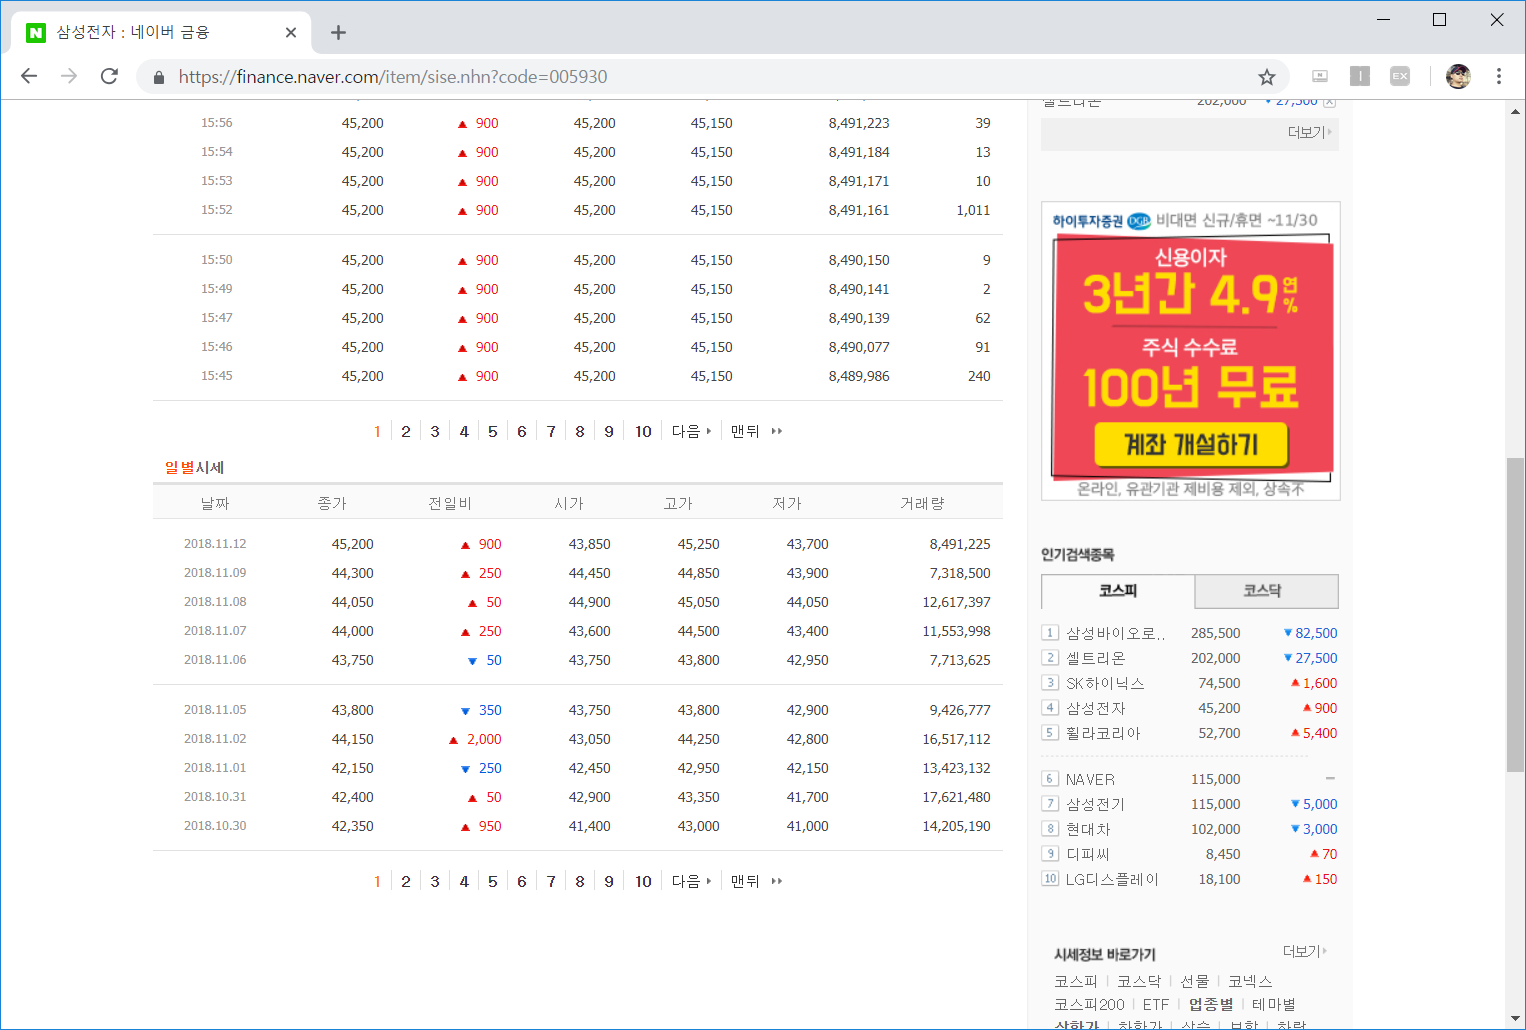 삼성전자 : 네이버 금융
https://finance.naver.com/item/sise.nhn?code=005930
15:56 45,200 ▲ 900 45,200 45,150 8,491,223 39
15:54 45,200 ▲ 900 45,200 45,150 8,491,184 13
15:53 45,200 ▲ 900 45,200 45,150 8,491,171 10
15:52 45,200 ▲ 900 45,200 45,150 8,491,161 1,011
15:50 45,200 ▲ 900 45,200 45,150 8,490,150 9
15:49 45,200 ▲ 900 45,200 45,150 8,490,141 2
15:47 45,200 ▲ 900 45,200 45,150 8,490,139 62
15:46 45,200 ▲ 900 45,200 45,150 8,490,077 91
15:45 45,200 ▲ 900 45,200 45,150 8,489,986 240
1 2 3 4 5 6 7 8 9 10 다음 맨뒤
일별시세
날짜 종가 전일비 시가 고가 저가 거래량
2018.11.12 45,200 ▲ 900 43,850 45,250 43,700 8,491,225
2018.11.09 44,300 ▲ 250 44,450 44,850 43,900 7,318,500
2018.11.08 44,050 ▲ 50 44,900 45,050 44,050 12,617,397
2018.11.07 44,000 ▲ 250 43,600 44,500 43,400 11,553,998
2018.11.06 43,750 ▼ 50 43,750 43,800 42,950 7,713,625
2018.11.05 43,800 ▼ 350 43,750 43,800 42,900 9,426,777
2018.11.02 44,150 ▲ 2,000 43,050 44,250 42,800 16,517,112
2018.11.01 42,150 ▼ 250 42,450 42,950 42,150 13,423,132
2018.10.31 42,400 ▲ 50 42,900 43,350 41,700 17,621,480
2018.10.30 42,350 ▲ 950 41,400 43,000 41,000 14,205,190
1 2 3 4 5 6 7 8 9 10 다음 맨뒤
셀트리온 202,000 ▼ 27,500
더보기
하이투자증권 DGB 비대면 신규/휴면 ~11/30
신용이자
3년간 4.9 연%
주식 수수료
100년 무료
계좌 개설하기
온라인, 유관기관 제비용 제외, 상속不
인기검색종목
코스피 코스닥
1 삼성바이오로.. 285,500 ▼ 82,500
2 셀트리온 202,000 ▼ 27,500
3 SK하이닉스 74,500 ▲ 1,600
4 삼성전자 45,200 ▲ 900
5 휠라코리아 52,700 ▲ 5,400
6 NAVER 115,000 –
7 삼성전기 115,000 ▼ 5,000
8 현대차 102,000 ▼ 3,000
9 디피씨 8,450 ▲ 70
10 LG디스플레이 18,100 ▲ 150
시세정보 바로가기 더보기
코스피 코스닥 선물 코넥스
코스피200 ETF 업종별 테마별
상한가 하한가 상승 보합 하락